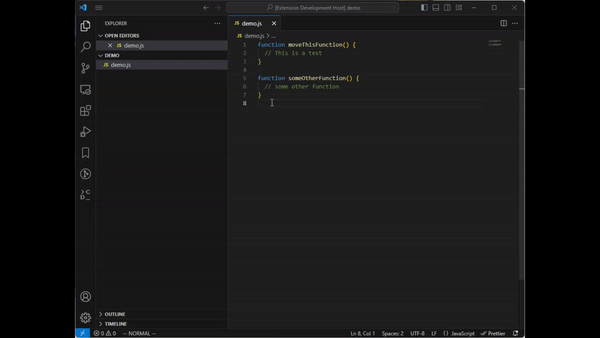 [Extension Development Host] demo
EXPLORER
OPEN EDITORS
JS demo.js
DEMO
JS demo.js
JS demo.js
JS demo.js > ...
1 function moveThisFunction() {
2 // This is a test
3 }
4
5 function someOtherFunction() {
6 // some other function
7 }
8
OUTLINE
TIMELINE
0 0 -- NORMAL -- Ln 8, Col 1 Spaces: 2 UTF-8 LF {} JavaScript Prettier